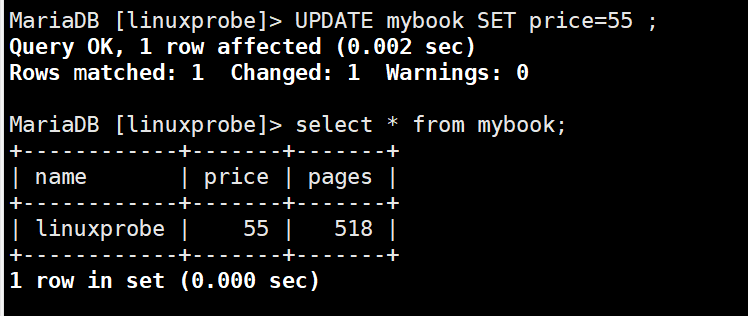 MariaDB [linuxprobe]> UPDATE mybook SET price=55 ;
Query OK, 1 row affected (0.002 sec)
Rows matched: 1  Changed: 1  Warnings: 0

MariaDB [linuxprobe]> select * from mybook;
+------------+-------+-------+
| name       | price | pages |
+------------+-------+-------+
| linuxprobe |    55 |   518 |
+------------+-------+-------+
1 row in set (0.000 sec)